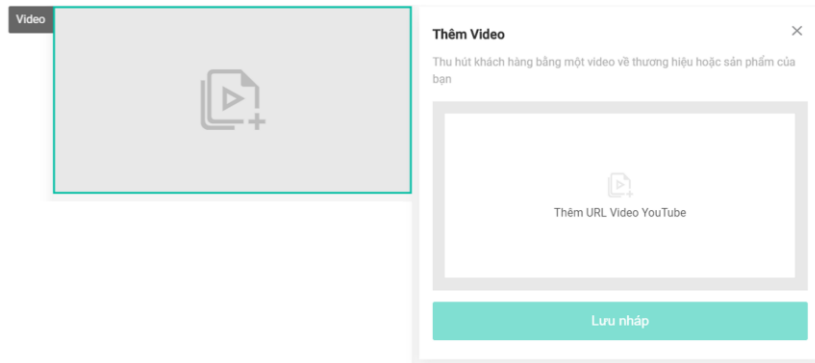 Video
Thêm Video
Thu hút khách hàng bằng một video về thương hiệu hoặc sản phẩm của
bạn
Thêm URL Video YouTube
Lưu nháp